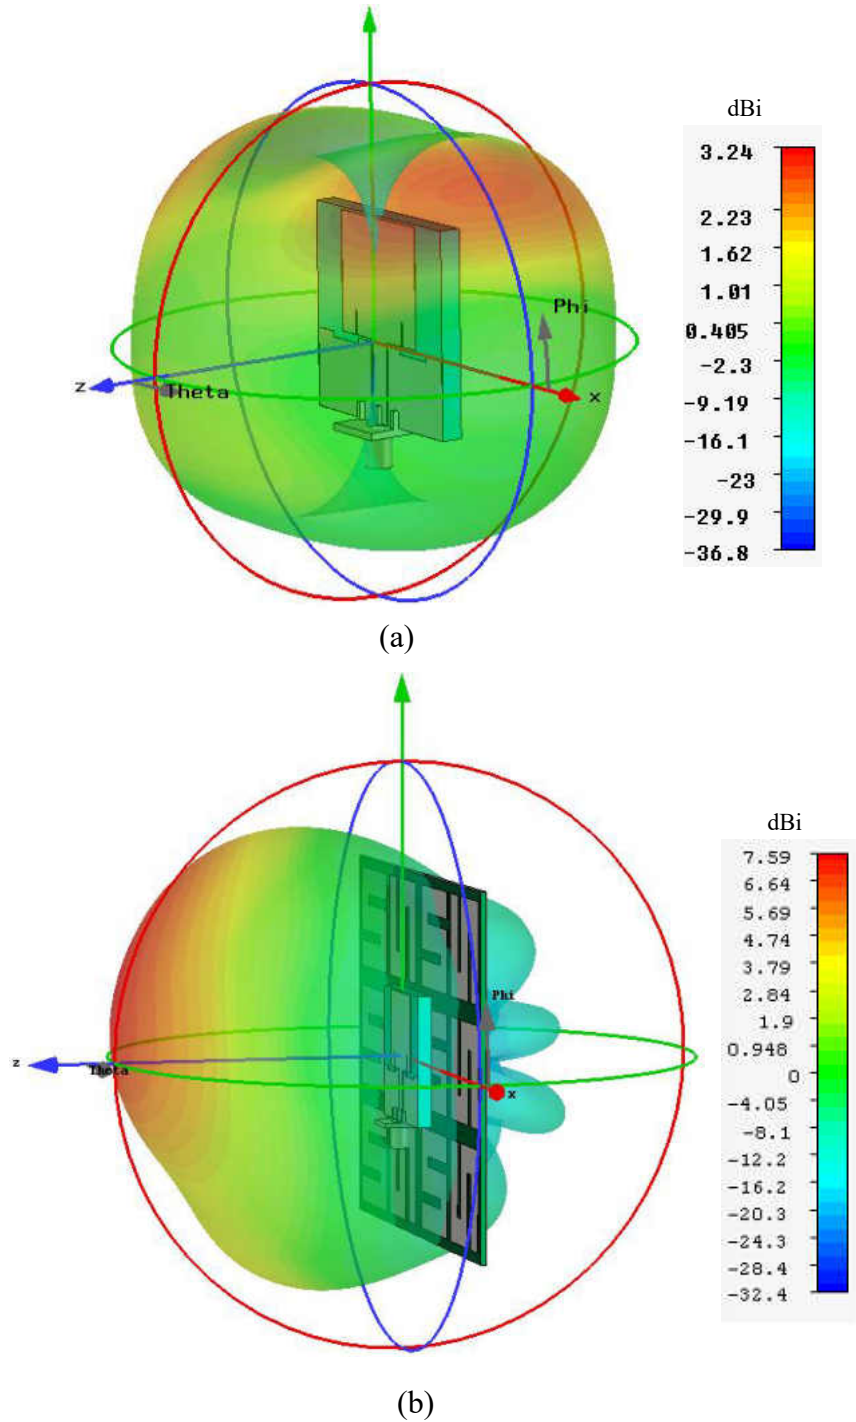 dBi
3.24
2.23
1.62
1.01
0.405
-2.3
-9.19
-16.1
-23
-29.9
-36.8
Phi
z
Theta
x
(a)
dBi
7.59
6.64
5.69
4.74
3.79
2.84
1.9
0.948
0
-4.05
-8.1
-12.2
-16.2
-20.3
-24.3
-28.4
-32.4
Phi
z
Theta
x
(b)